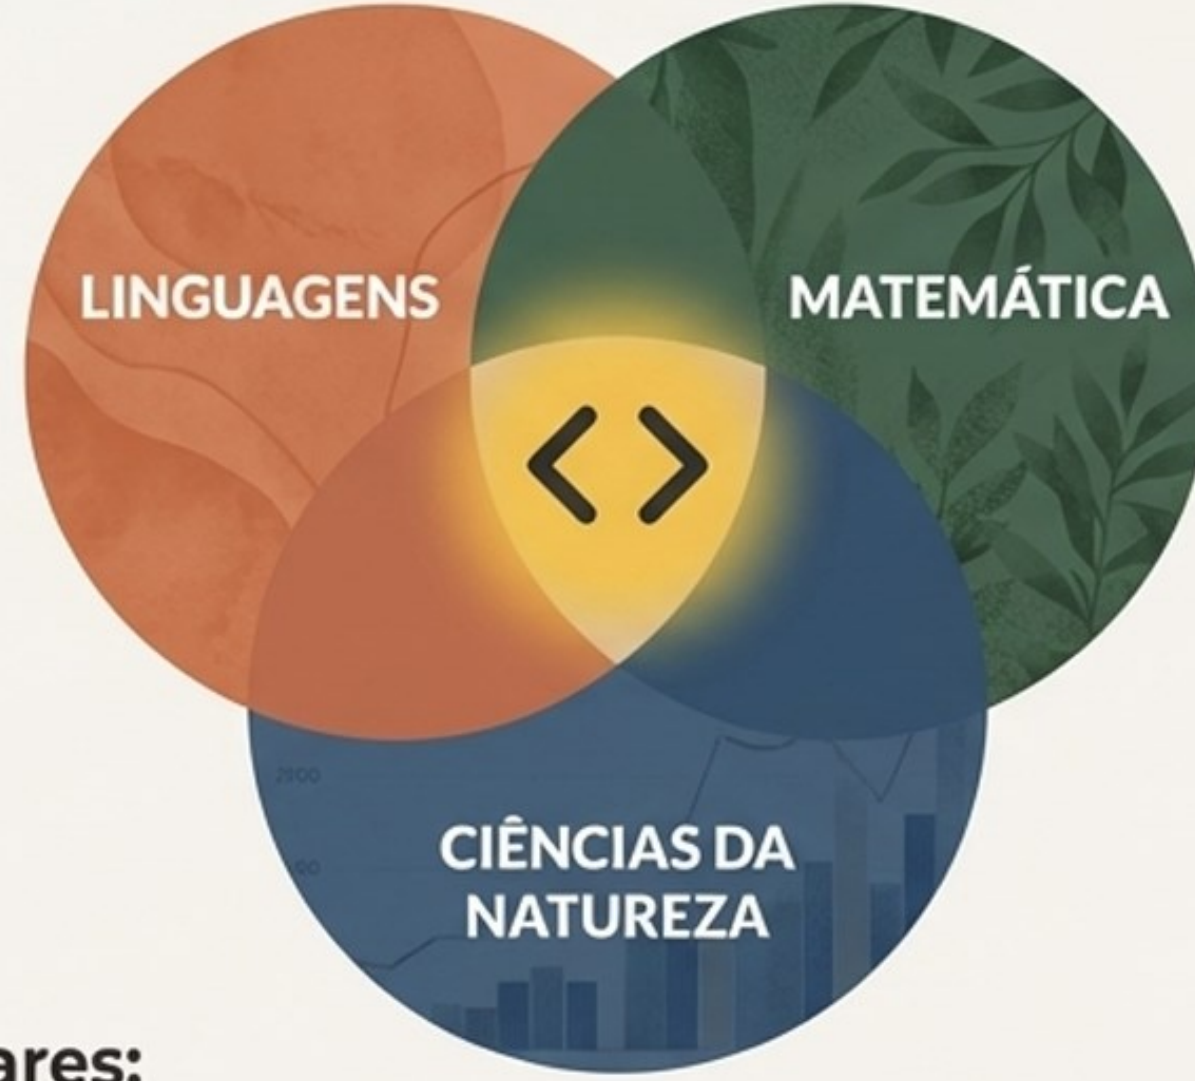 LINGUAGENS
MATEMÁTICA
< >
CIÊNCIAS DA
NATUREZA
ares: